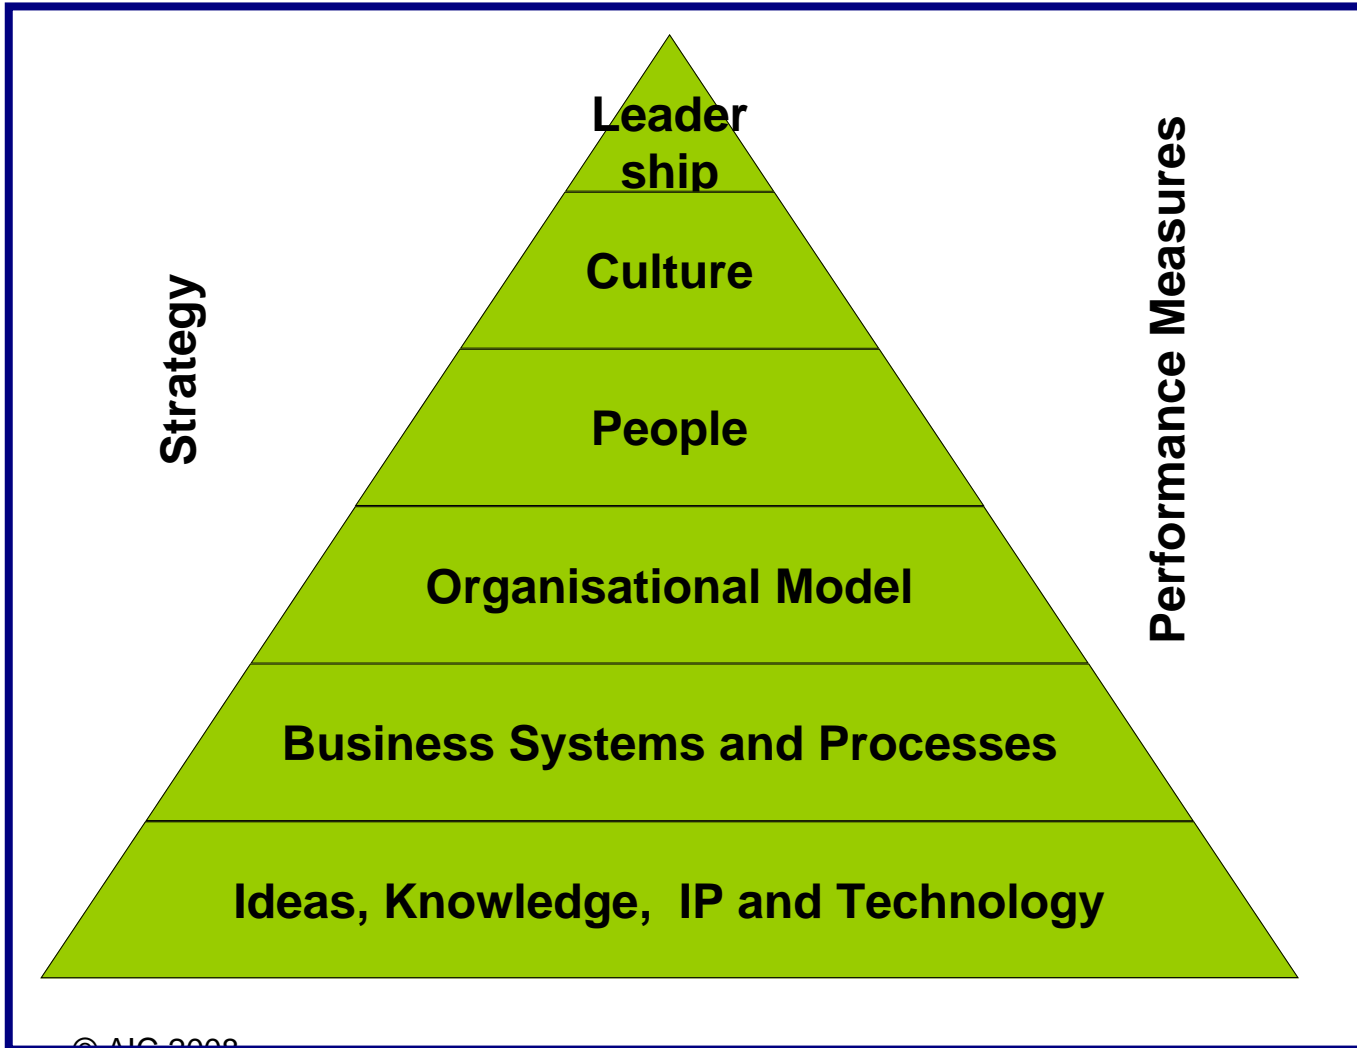 Leader
ship
Culture
Strategy
People
Performance Measures
Organisational Model
Business Systems and Processes
Ideas, Knowledge, IP and Technology